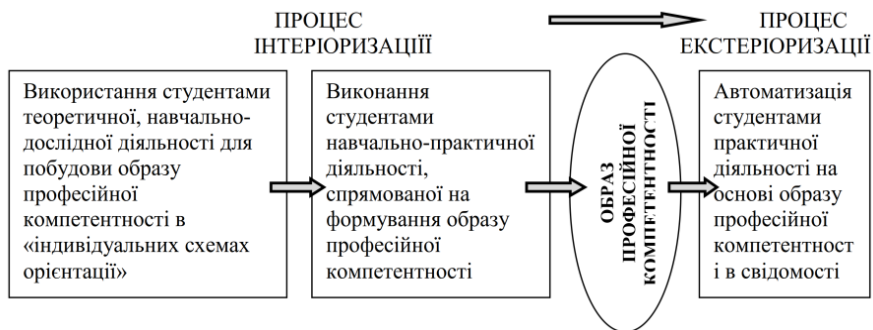 ПРОЦЕС
ІНТЕРІОРИЗАЦІЇЇ
ПРОЦЕС
ЕКСТЕРІОРИЗАЦІЇ
Використання студентами
теоретичної, навчально-
дослідної діяльності для
побудови образу
професійної
компетентності в
«індивідуальних схемах
орієнтації»
Виконання
студентами
навчально-практичної
діяльності,
спрямованої на
формування образу
професійної
компетентності
ОБРАЗ
ПРОФЕСІЙНОЇ
КОМПЕТЕНТНОСТІ
Автоматизація
студентами
практичної
діяльності на
основі образу
професійної
компетентност
і в свідомості